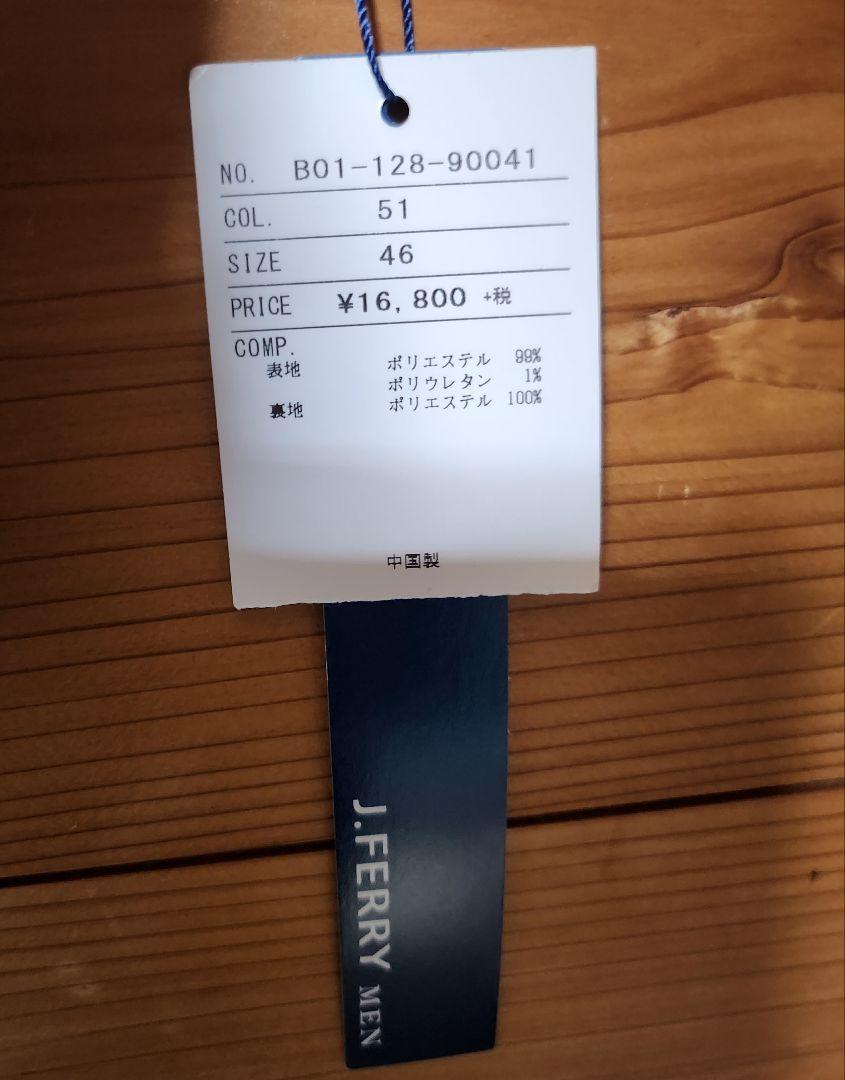 NO. B01-128-90041
COL. 51
SIZE 46
PRICE ¥16,800 +税
COMP.
表地 ポリエステル 99%
ポリウレタン 1%
裏地 ポリエステル 100%
中国製
J.FERRY MEN